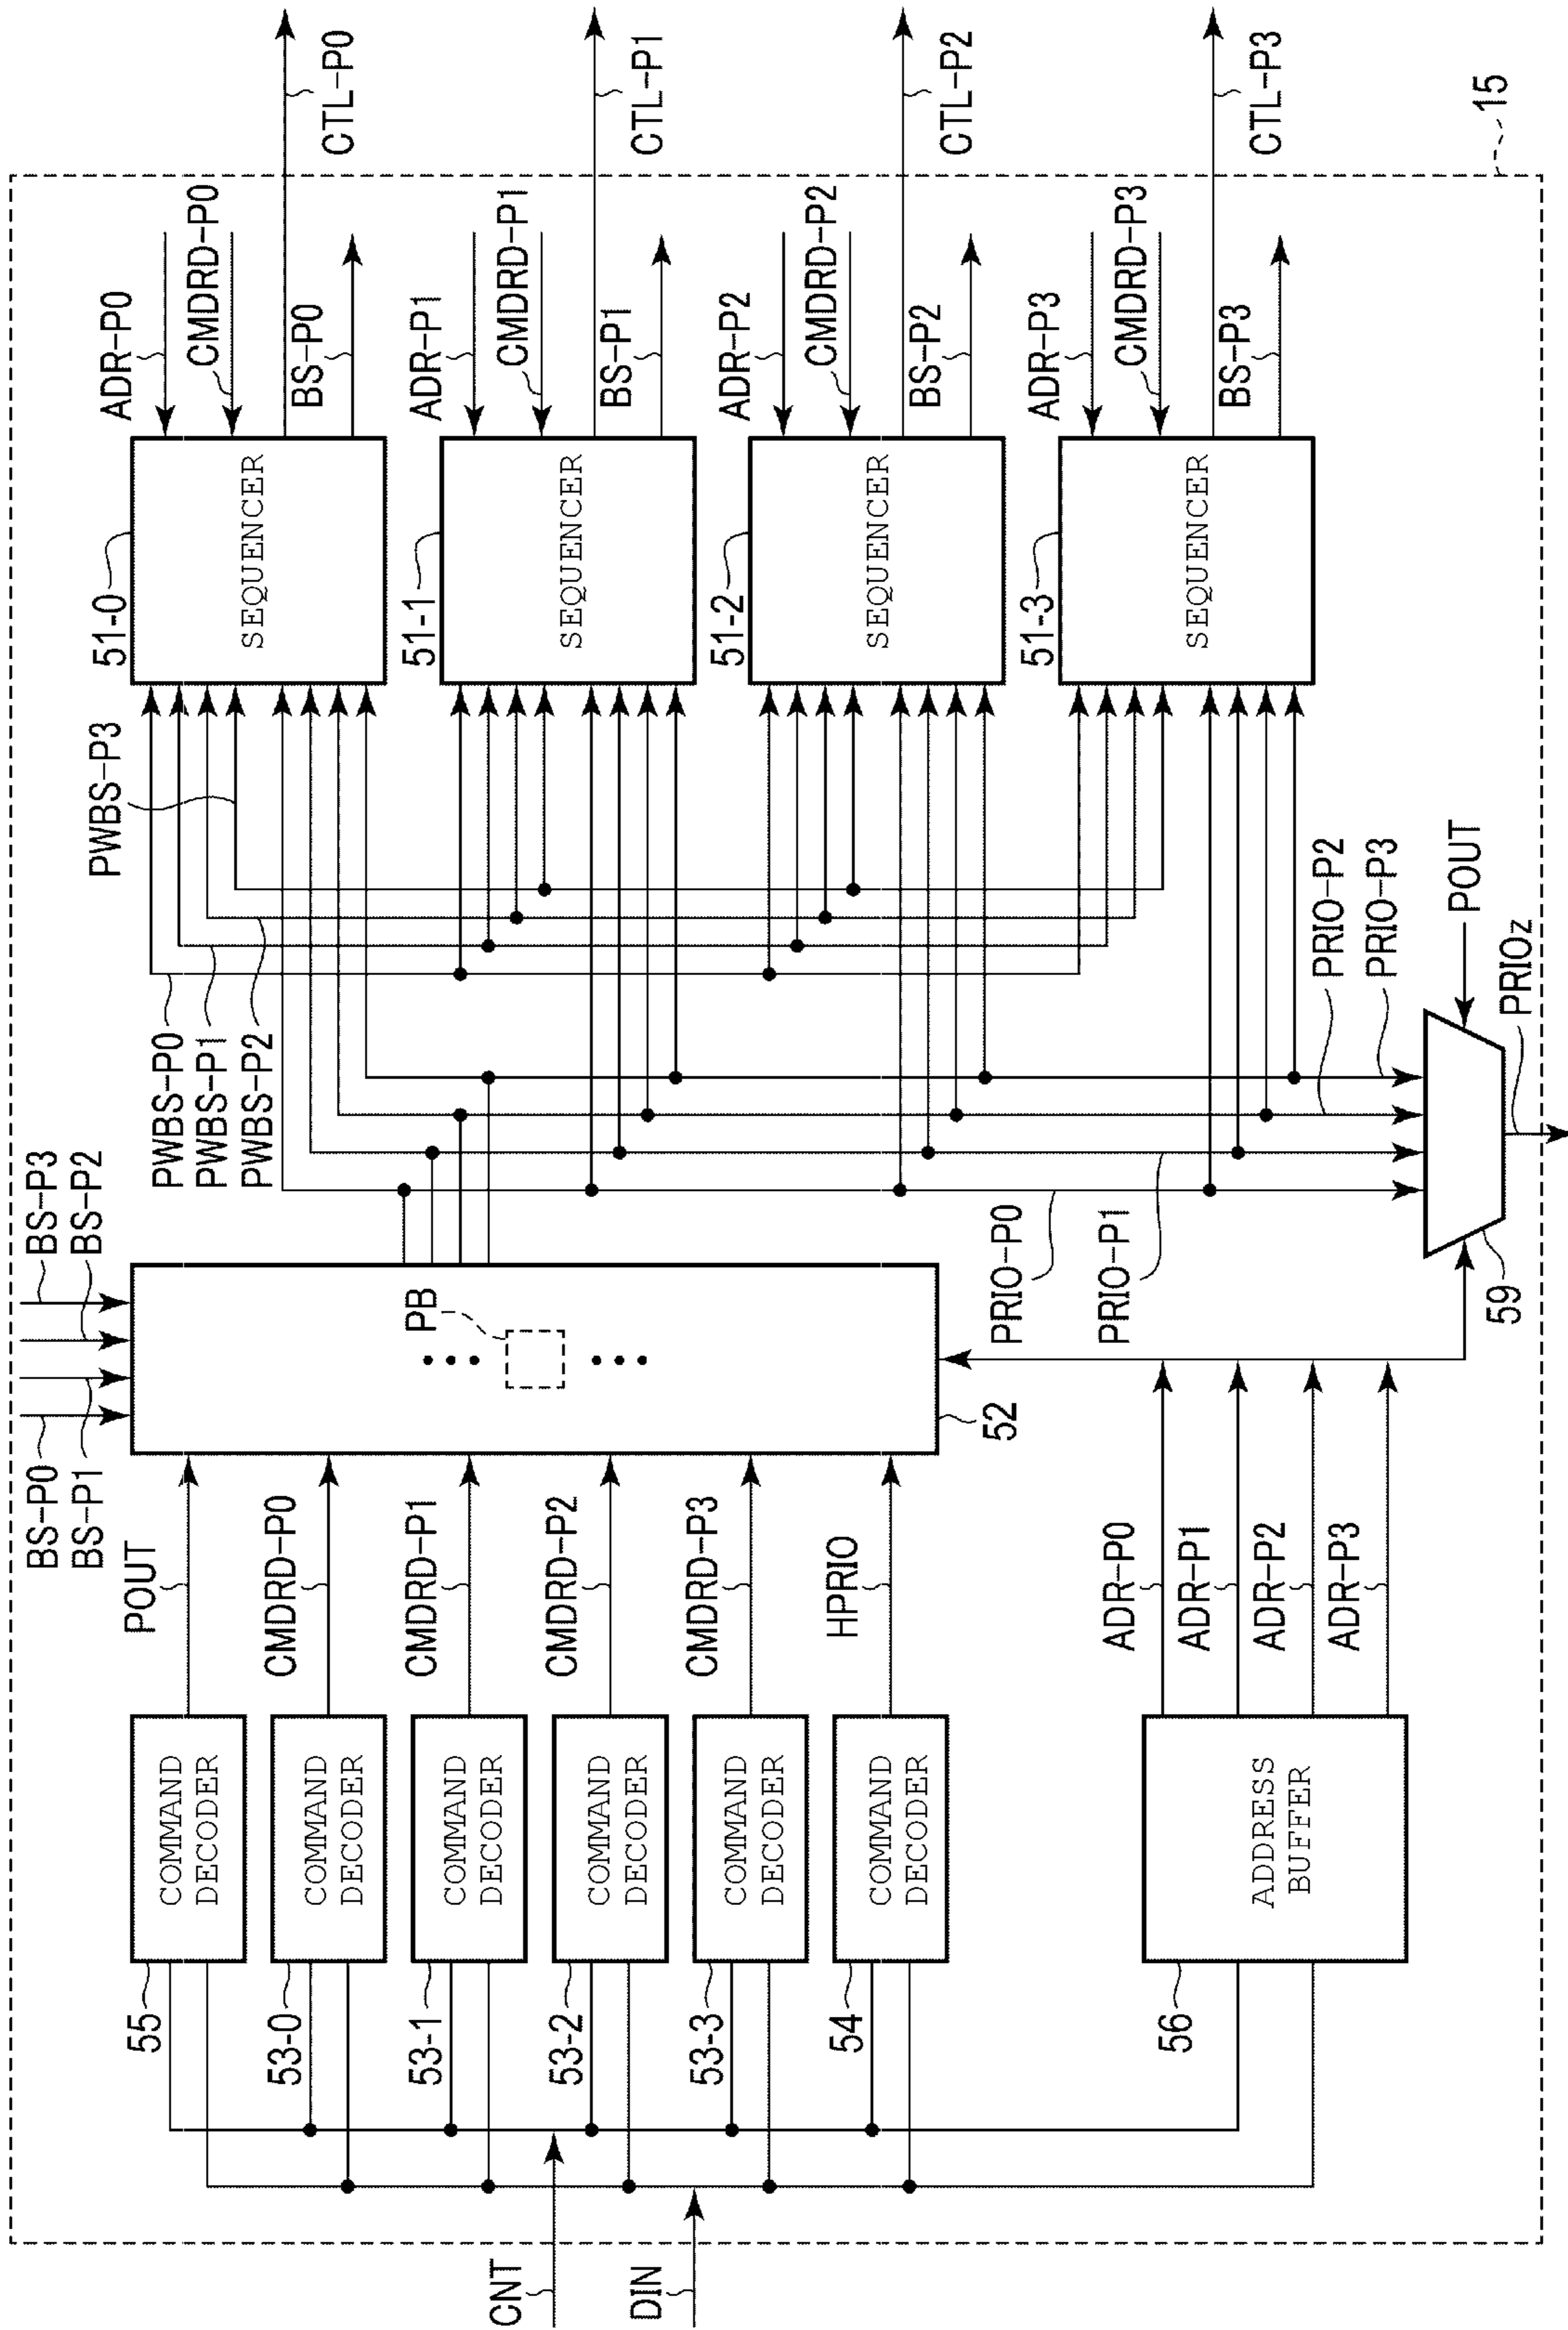 CNT
DIN
55
53-0
53-1
53-2
53-3
54
56
COMMAND
DECODER
COMMAND
DECODER
COMMAND
DECODER
COMMAND
DECODER
COMMAND
DECODER
COMMAND
DECODER
ADDRESS
BUFFER
POUT
CMDRD-P0
CMDRD-P1
CMDRD-P2
CMDRD-P3
HPRIO
ADR-P0
ADR-P1
ADR-P2
ADR-P3
BS-P0
BS-P1
BS-P3
BS-P2
PB
52
PRIO-P0
PRIO-P1
59
PWBS-P0
PWBS-P1
PWBS-P2
PWBS-P3
PRIO-P2
PRIO-P3
POUT
PRIOz
51-0
SEQUENCER
51-1
SEQUENCER
51-2
SEQUENCER
51-3
SEQUENCER
ADR-P0
CMDRD-P0
BS-P0
ADR-P1
CMDRD-P1
BS-P1
ADR-P2
CMDRD-P2
BS-P2
ADR-P3
CMDRD-P3
BS-P3
CTL-P0
CTL-P1
CTL-P2
CTL-P3
15